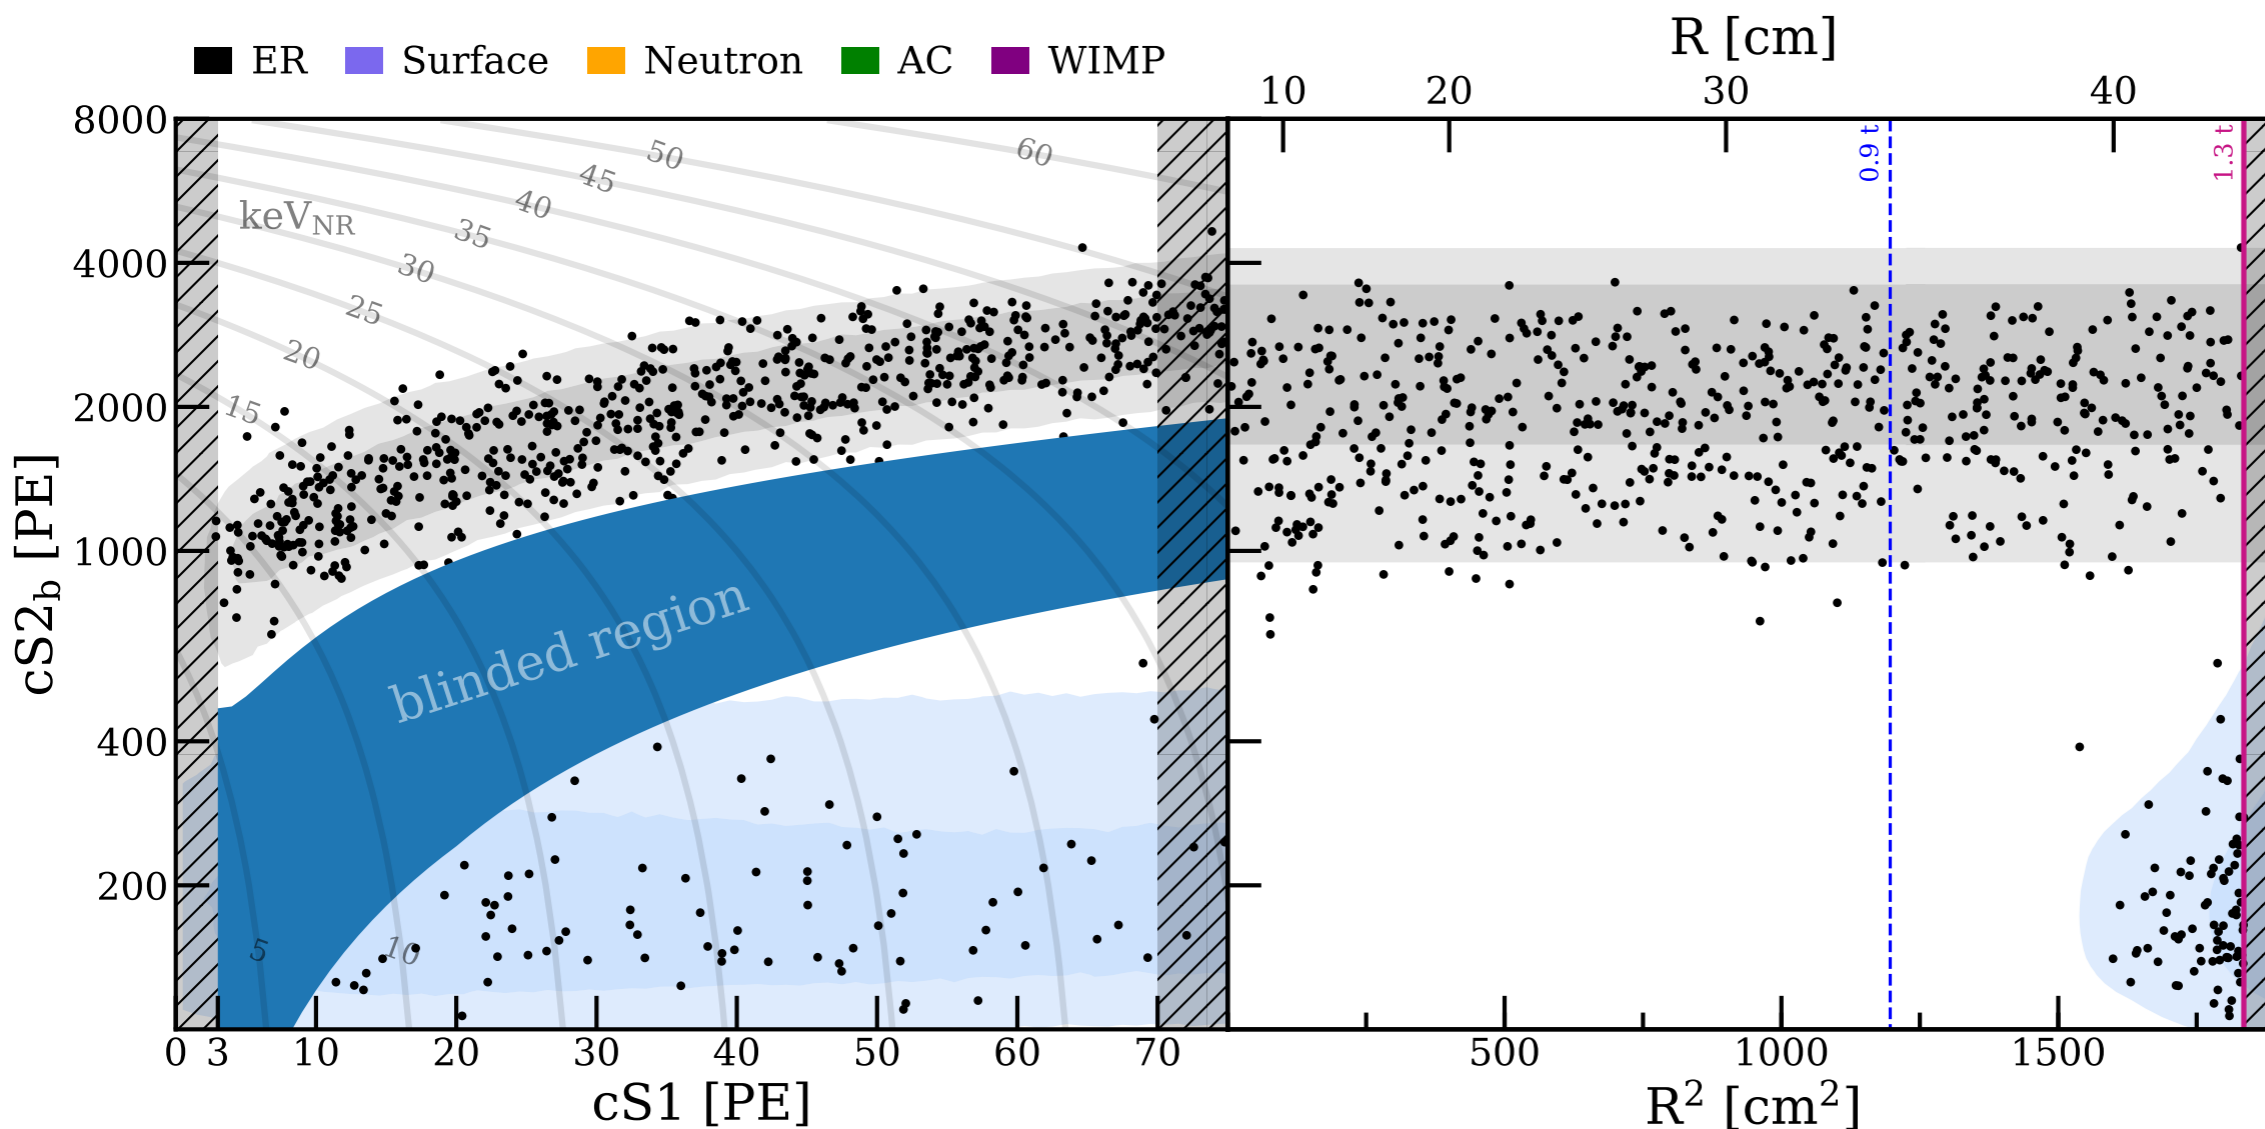 ER Surface Neutron AC WIMP
R [cm]
10 20 30 40
8000
4000
2000
1000
400
200
cS2b [PE]
keVNR
50
60
45
40
35
30
25
20
15
5
10
blinded region
0.9 t
1.3 t
0 3 10 20 30 40 50 60 70
500 1000 1500
cS1 [PE]
R² [cm²]